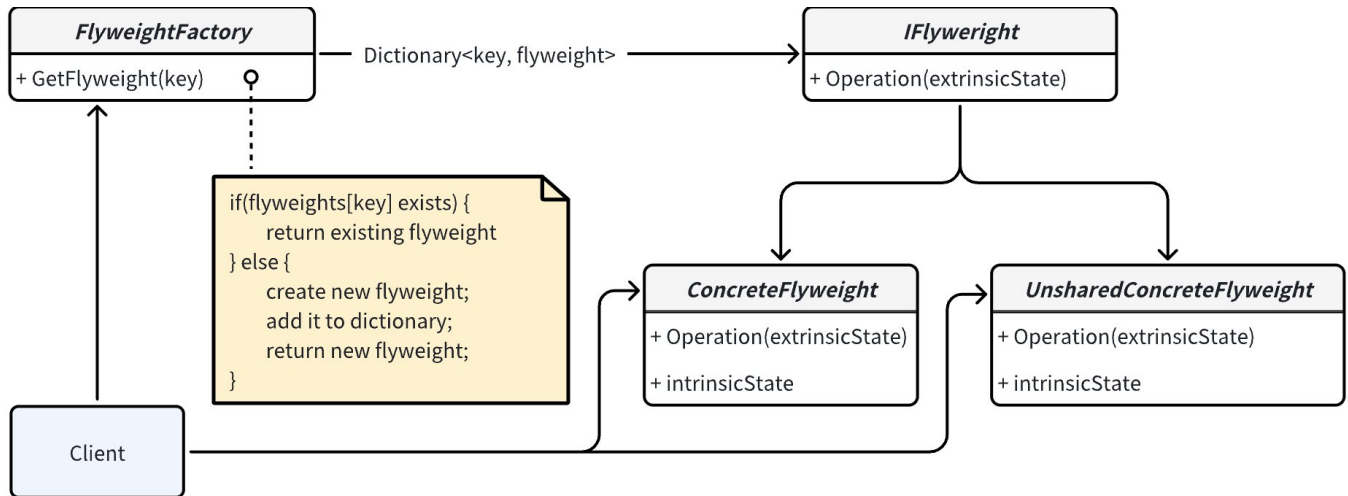 FlyweightFactory
+ GetFlyweight(key)
Dictionary<key, flyweight>
IFlyweright
+ Operation(extrinsicState)
if(flyweights[key] exists) {
return existing flyweight
} else {
create new flyweight;
add it to dictionary;
return new flyweight;
}
ConcreteFlyweight
+ Operation(extrinsicState)
+ intrinsicState
UnsharedConcreteFlyweight
+ Operation(extrinsicState)
+ intrinsicState
Client